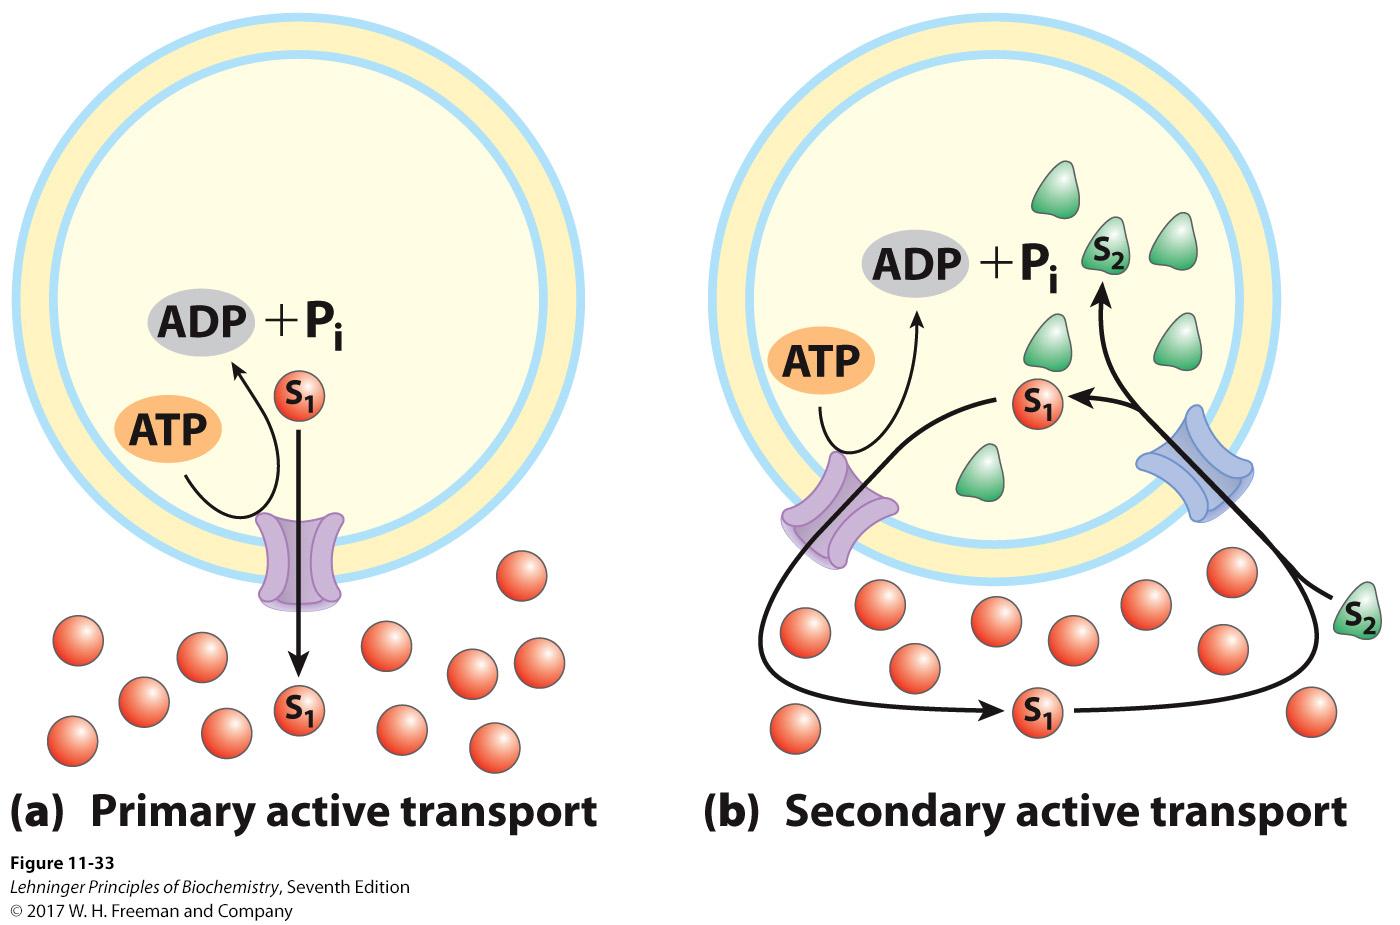 ADP + Pi
S1
ATP
S1
(a) Primary active transport
ADP + Pi
S2
ATP
S1
S2
S1
(b) Secondary active transport
Figure 11-33
Lehninger Principles of Biochemistry, Seventh Edition
© 2017 W. H. Freeman and Company